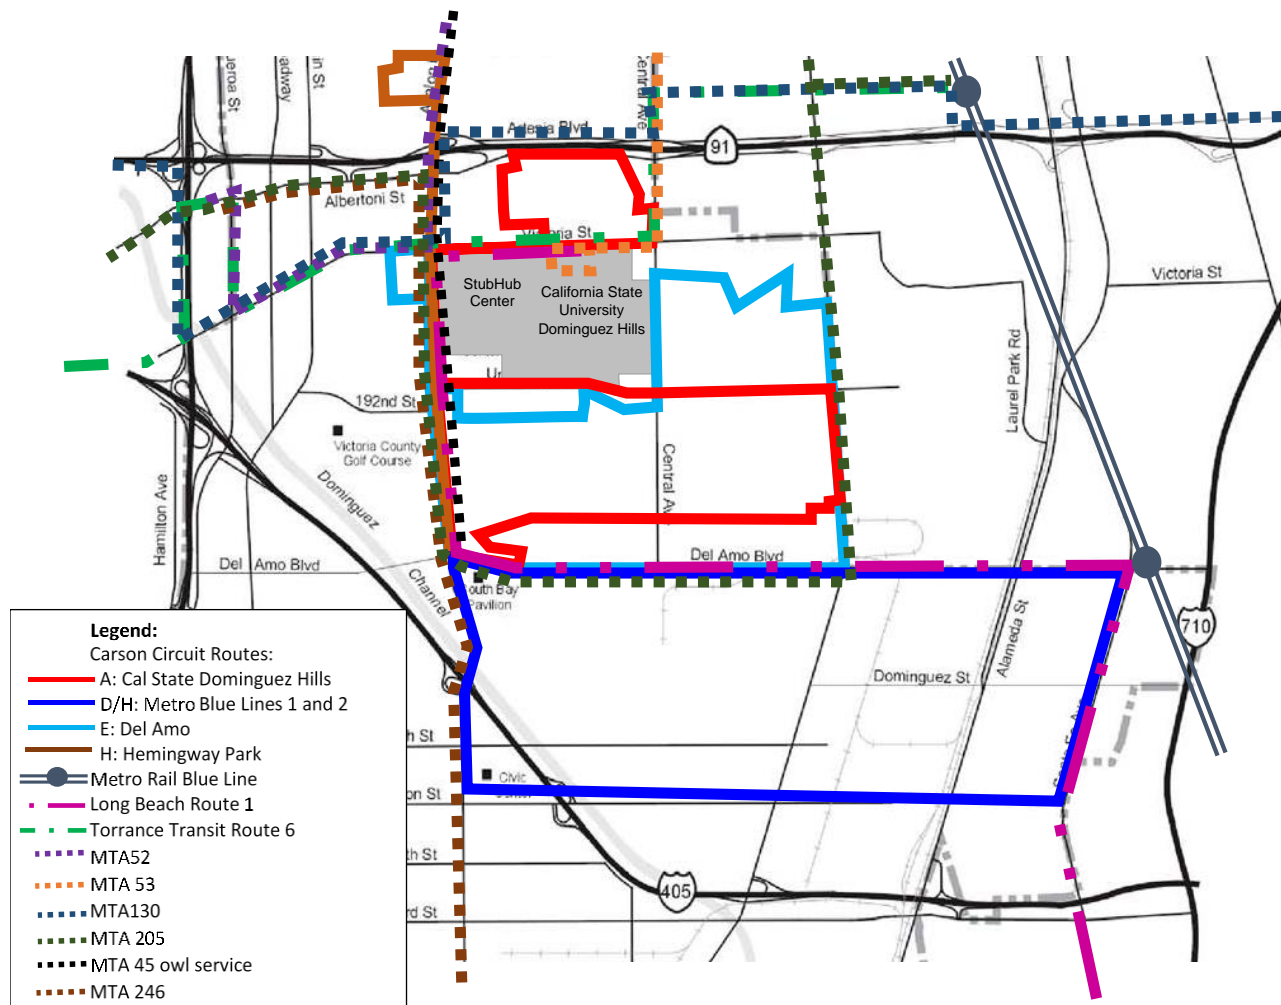 Central Ave
Artesia Blvd
91
Albertoni St
Victoria St
StubHub
Center
California State
University
Dominguez Hills
Victoria St
192nd St
Laurel Park Rd
Victoria County
Golf Course
Dominguez
Channel
Hamilton Ave
Central Ave
Del Amo Blvd
Del Amo Blvd
South Bay
Pavilion
710
Alameda St
Dominguez St
Civic
405
Legend:
Carson Circuit Routes:
A: Cal State Dominguez Hills
D/H: Metro Blue Lines 1 and 2
E: Del Amo
H: Hemingway Park
Metro Rail Blue Line
Long Beach Route 1
Torrance Transit Route 6
MTA52
MTA 53
MTA130
MTA 205
MTA 45 owl service
MTA 246